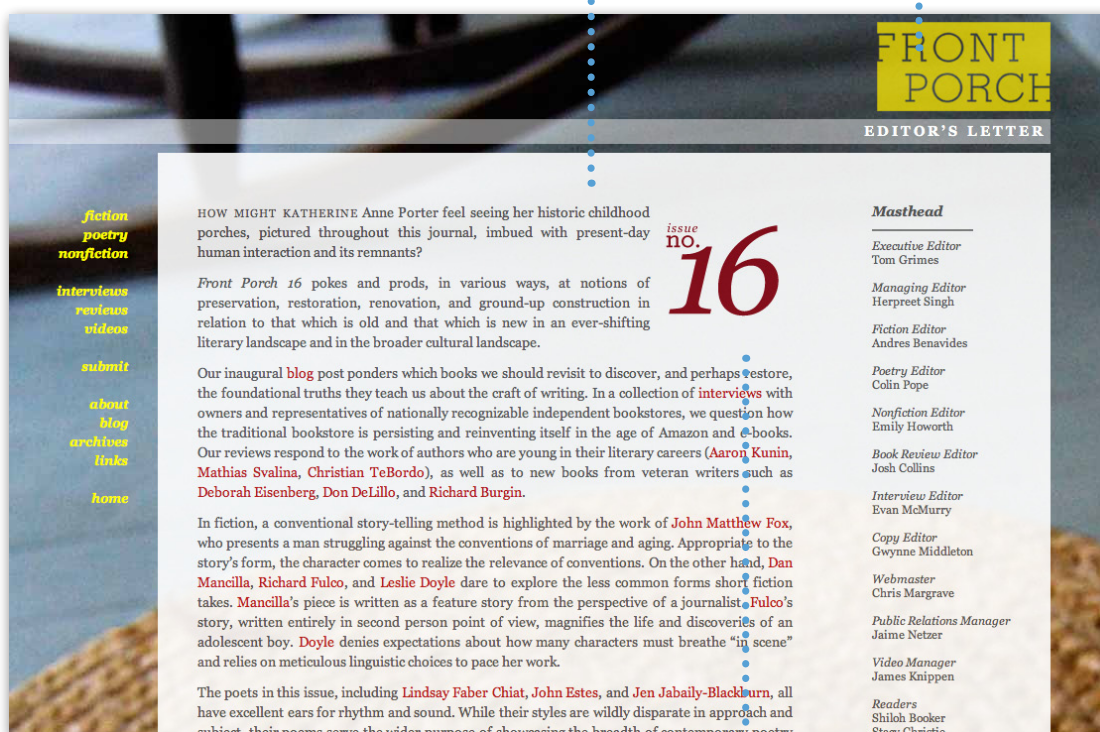 FRONT
PORCH
EDITOR'S LETTER
fiction
poetry
nonfiction
interviews
reviews
videos
submit
about
blog
archives
links
home
HOW MIGHT KATHERINE Anne Porter feel seeing her historic childhood
porches, pictured throughout this journal, imbued with present-day
human interaction and its remnants?
issue
no.
16
Front Porch 16 pokes and prods, in various ways, at notions of
preservation, restoration, renovation, and ground-up construction in
relation to that which is old and that which is new in an ever-shifting
literary landscape and in the broader cultural landscape.
Our inaugural blog post ponders which books we should revisit to discover, and perhaps restore,
the foundational truths they teach us about the craft of writing. In a collection of interviews with
owners and representatives of nationally recognizable independent bookstores, we question how
the traditional bookstore is persisting and reinventing itself in the age of Amazon and e-books.
Our reviews respond to the work of authors who are young in their literary careers (Aaron Kunin,
Mathias Svalina, Christian TeBordo), as well as to new books from veteran writers such as
Deborah Eisenberg, Don DeLillo, and Richard Burgin.
In fiction, a conventional story-telling method is highlighted by the work of John Matthew Fox,
who presents a man struggling against the conventions of marriage and aging. Appropriate to the
story's form, the character comes to realize the relevance of conventions. On the other hand, Dan
Mancilla, Richard Fulco, and Leslie Doyle dare to explore the less common forms short fiction
takes. Mancilla's piece is written as a feature story from the perspective of a journalist. Fulco's
story, written entirely in second person point of view, magnifies the life and discoveries of an
adolescent boy. Doyle denies expectations about how many characters must breathe “in scene”
and relies on meticulous linguistic choices to pace her work.
The poets in this issue, including Lindsay Faber Chiat, John Estes, and Jen Jabaily-Blackburn, all
have excellent ears for rhythm and sound. While their styles are wildly disparate in approach and
subject, their poems serve the wider purpose of showcasing the breadth of contemporary poetry
Masthead
Executive Editor
Tom Grimes
Managing Editor
Herpreet Singh
Fiction Editor
Andres Benavides
Poetry Editor
Colin Pope
Nonfiction Editor
Emily Howorth
Book Review Editor
Josh Collins
Interview Editor
Evan McMurry
Copy Editor
Gwynne Middleton
Webmaster
Chris Margrave
Public Relations Manager
Jaime Netzer
Video Manager
James Knippen
Readers
Shiloh Booker
Stacy Christie